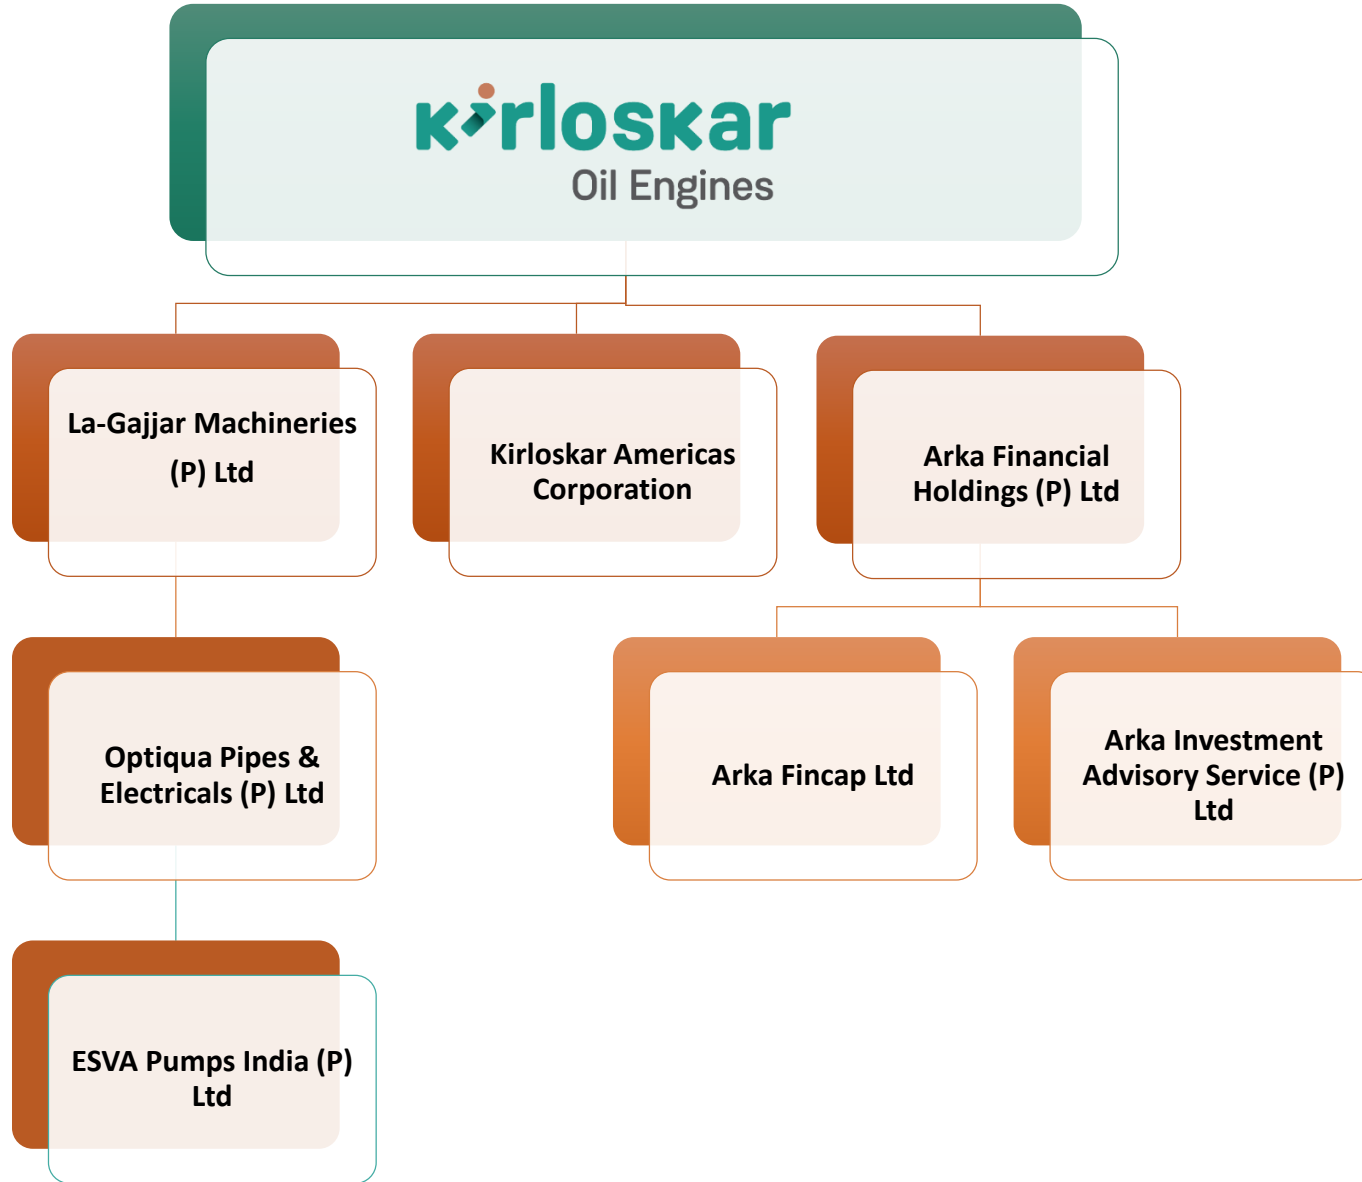 Kirloskar
Oil Engines
La-Gajjar Machineries
(P) Ltd
Kirloskar Americas
Corporation
Arka Financial
Holdings (P) Ltd
Optiqua Pipes &
Electricals (P) Ltd
Arka Fincap Ltd
Arka Investment
Advisory Service (P)
Ltd
ESVA Pumps India (P)
Ltd